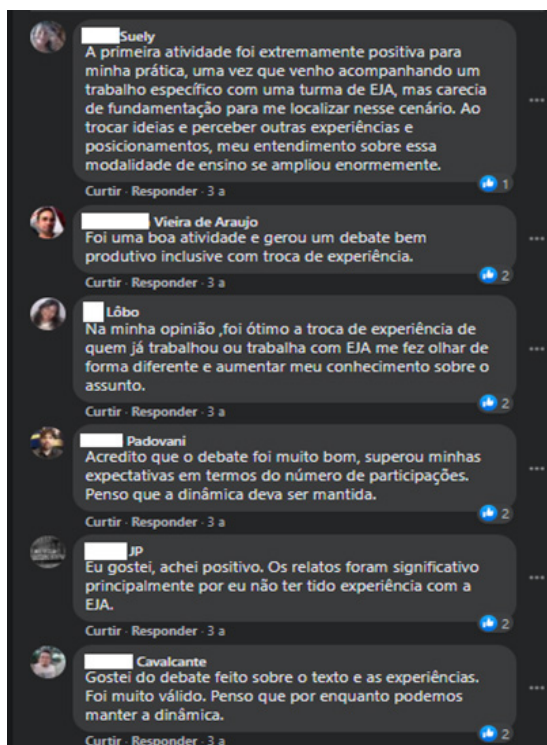 Suely
A primeira atividade foi extremamente positiva para
minha prática, uma vez que venho acompanhando um
trabalho específico com uma turma de EJA, mas carecia
de fundamentação para me localizar nesse cenário. Ao
trocar ideias e perceber outras experiências e
posicionamentos, meu entendimento sobre essa
modalidade de ensino se ampliou enormemente.
Curtir · Responder · 3 a
1
Vieira de Araujo
Foi uma boa atividade e gerou um debate bem
produtivo inclusive com troca de experiência.
Curtir · Responder · 3 a
2
Lôbo
Na minha opinião ,foi ótimo a troca de experiência de
quem já trabalhou ou trabalha com EJA me fez olhar de
forma diferente e aumentar meu conhecimento sobre o
assunto.
Curtir · Responder · 3 a
2
Padovani
Acredito que o debate foi muito bom, superou minhas
expectativas em termos do número de participações.
Penso que a dinâmica deva ser mantida.
Curtir · Responder · 3 a
2
JP
Eu gostei, achei positivo. Os relatos foram significativo
principalmente por eu não ter tido experiência com a
EJA.
Curtir · Responder · 3 a
2
Cavalcante
Gostei do debate feito sobre o texto e as experiências.
Foi muito válido. Penso que por enquanto podemos
manter a dinâmica.
Curtir · Responder · 3 a
2